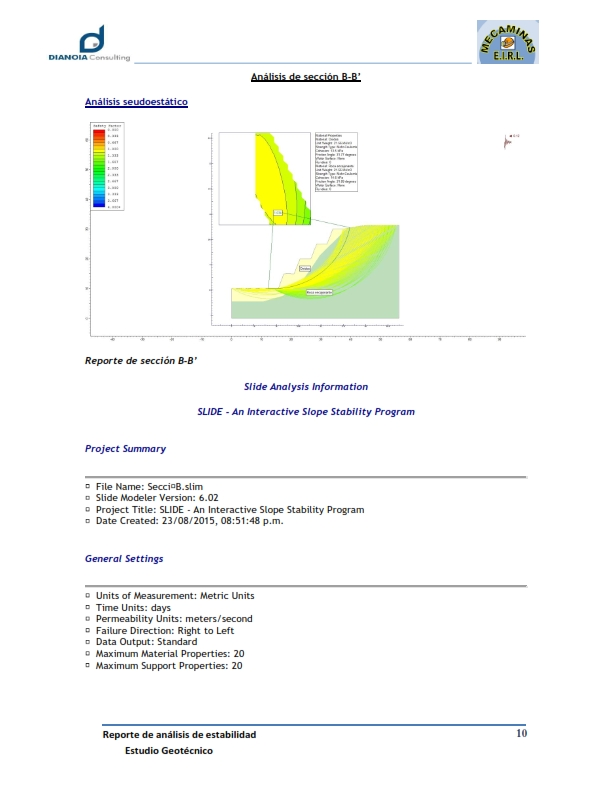 DIANOIA Consulting
MECAMINAS
E.I.R.L.
Análisis de sección B-B’
Análisis seudoestático
Safety Factor
Reporte de sección B-B’
Slide Analysis Information
SLIDE - An Interactive Slope Stability Program
Project Summary
▫ File Name: Secci¤B.slim
▫ Slide Modeler Version: 6.02
▫ Project Title: SLIDE - An Interactive Slope Stability Program
▫ Date Created: 23/08/2015, 08:51:48 p.m.
General Settings
▫ Units of Measurement: Metric Units
▫ Time Units: days
▫ Permeability Units: meters/second
▫ Failure Direction: Right to Left
▫ Data Output: Standard
▫ Maximum Material Properties: 20
▫ Maximum Support Properties: 20
Reporte de análisis de estabilidad 10
Estudio Geotécnico